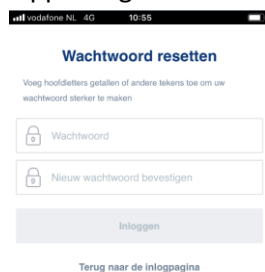 vodafone NL 4G 10:55
Wachtwoord resetten
Voeg hoofdletters getallen of andere tekens toe om uw
wachtwoord sterker te maken
Wachtwoord
Nieuw wachtwoord bevestigen
Inloggen
Terug naar de inlogpagina